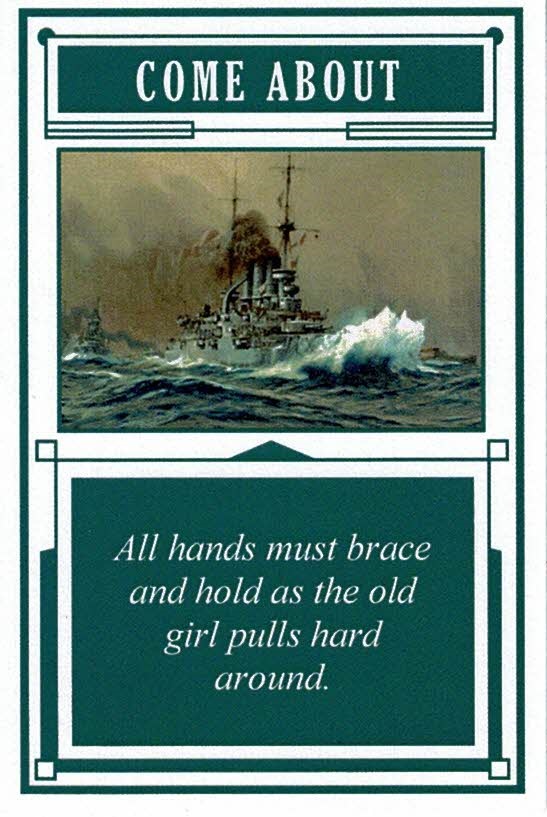 COME ABOUT
All hands must brace
and hold as the old
girl pulls hard
around.